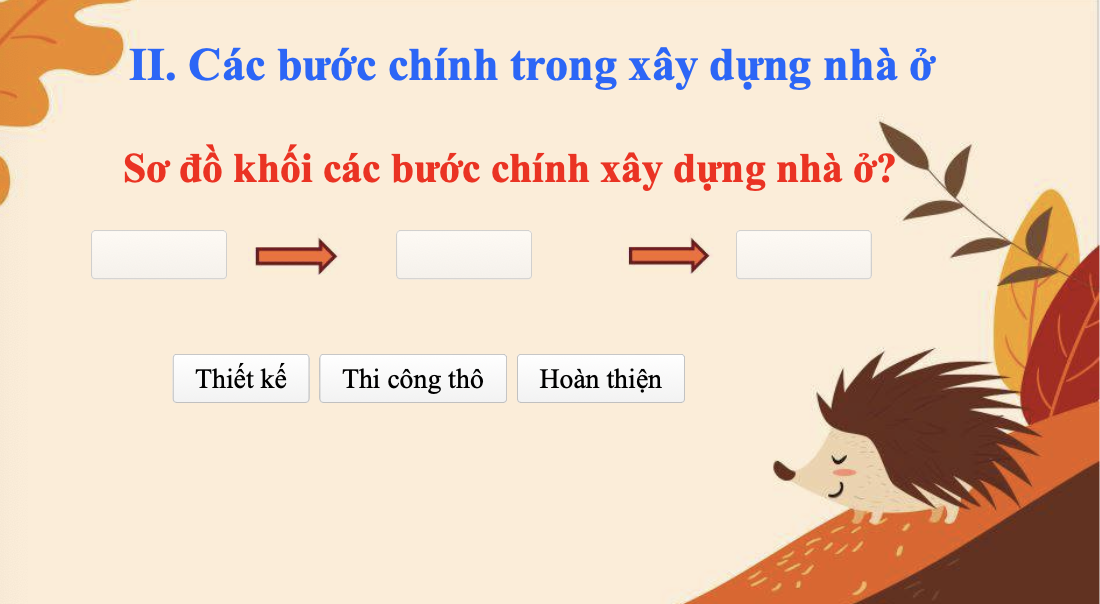 II. Các bước chính trong xây dựng nhà ở
Sơ đồ khối các bước chính xây dựng nhà ở?
Thiết kế Thi công thô Hoàn thiện